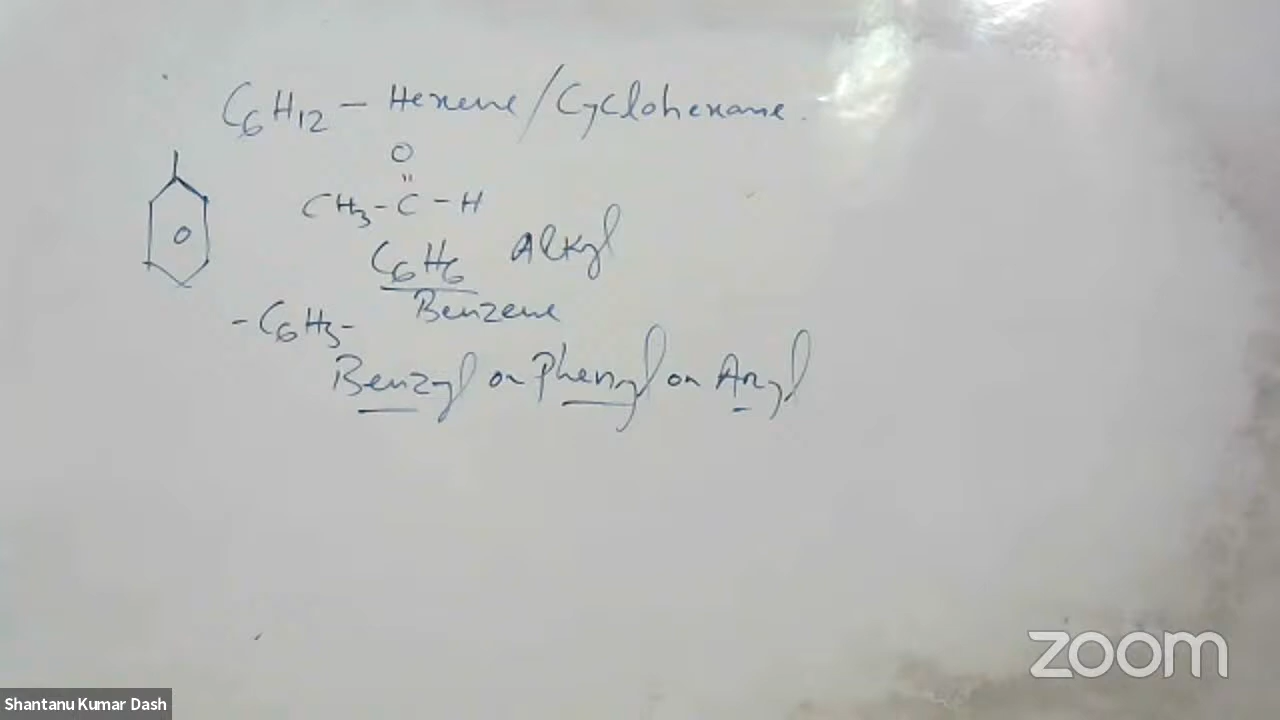 C6H12 - Hexene/Cyclohexane.
O
CH3-C-H
C6H6 Alkyl
Benzene
-C6H5-
Benzyl or Phenyl or Aryl
zoom
Shantanu Kumar Dash